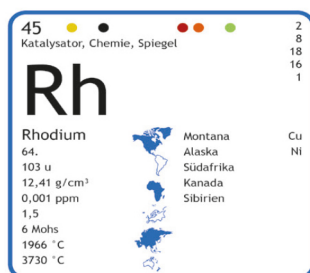 45
2
8
18
16
1
Katalysator, Chemie, Spiegel
Rh
Rhodium
64.
103 u
12,41 g/cm³
0,001 ppm
1,5
6 Mohs
1966 °C
3730 °C
Montana
Alaska
Südafrika
Kanada
Sibirien
Cu
Ni